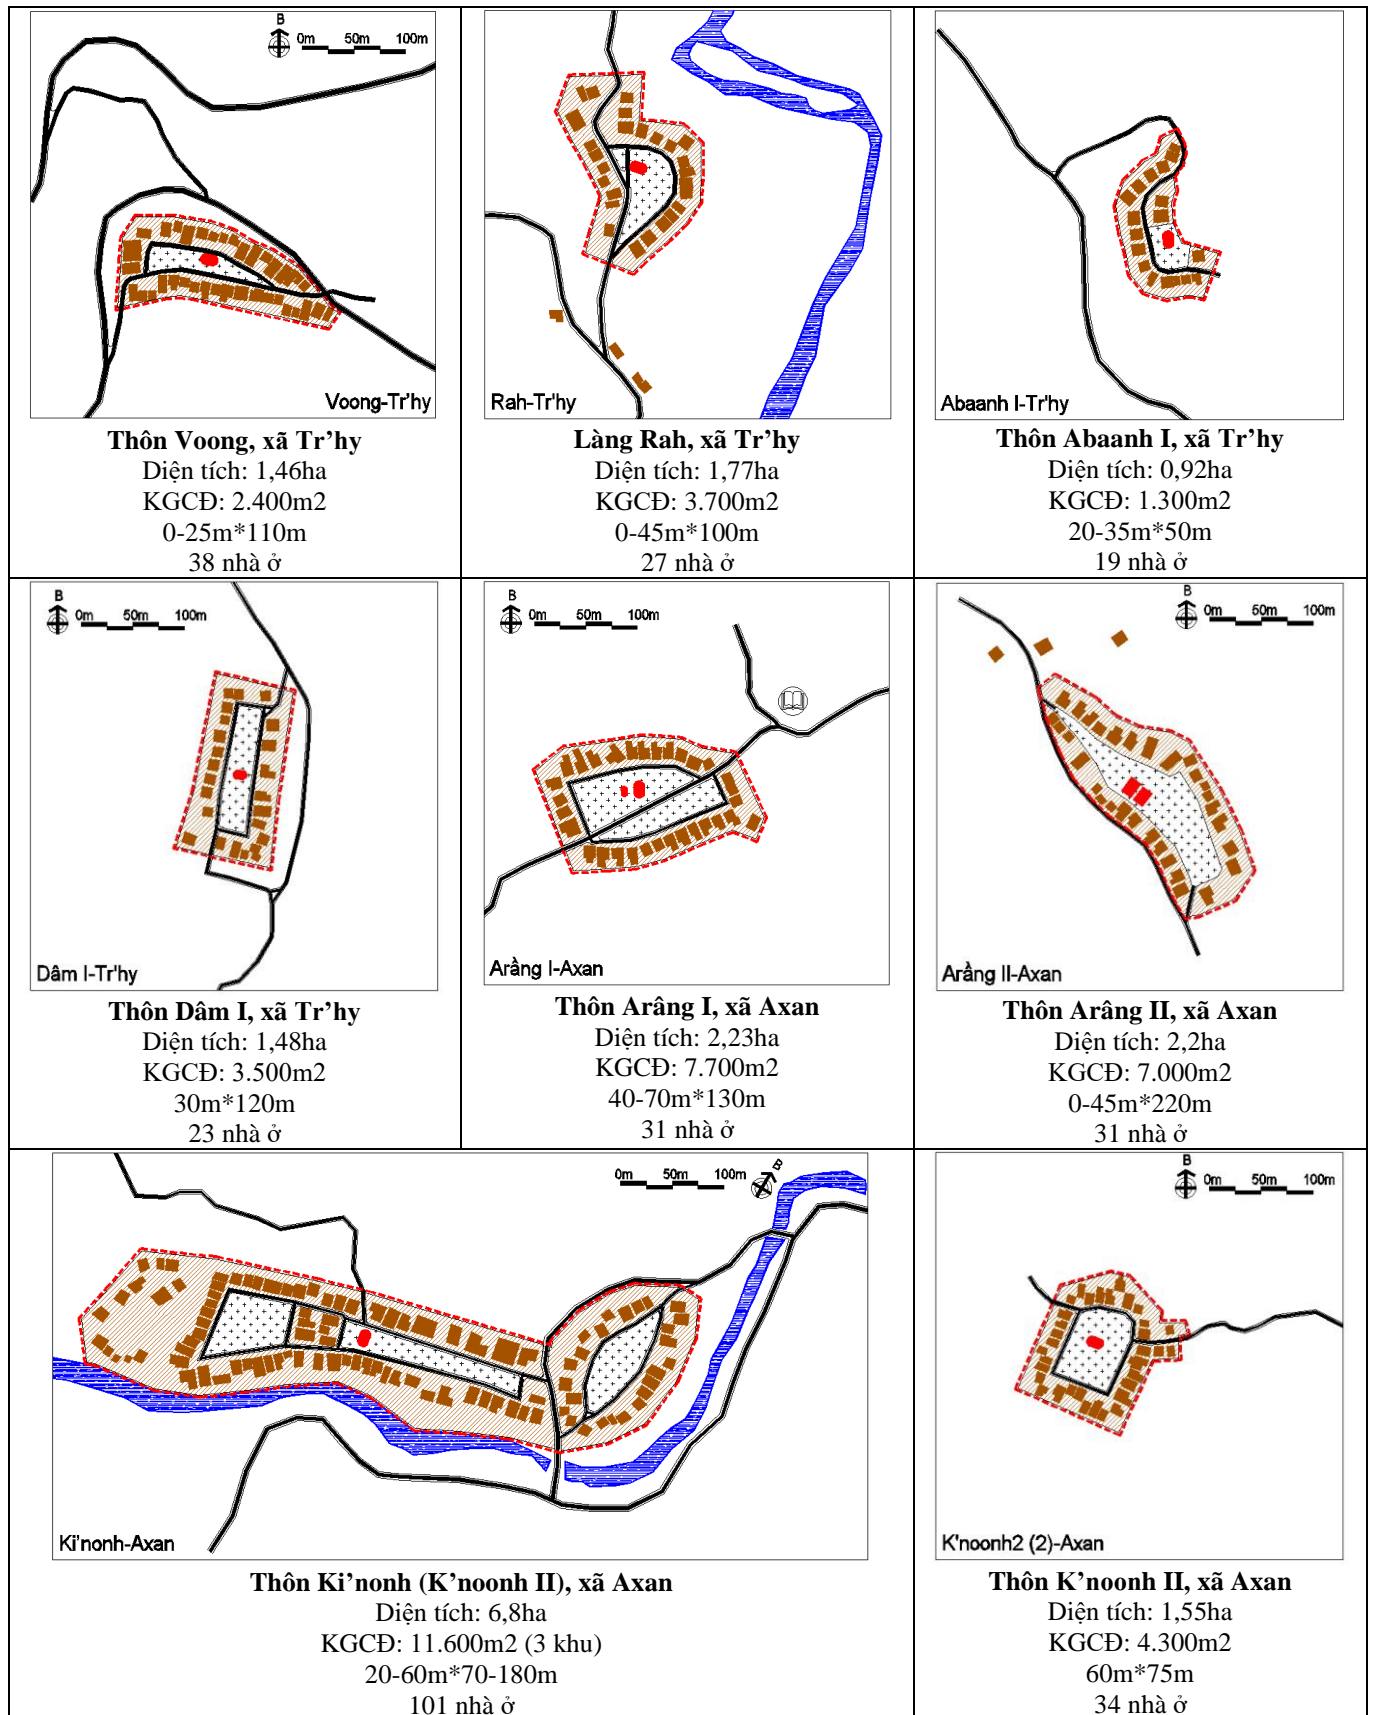 B
0m 50m 100m
Voong-Tr'hy
Thôn Voong, xã Tr’hy
Diện tích: 1,46ha
KGCĐ: 2.400m2
0-25m*110m
38 nhà ở
Rah-Tr'hy
Làng Rah, xã Tr’hy
Diện tích: 1,77ha
KGCĐ: 3.700m2
0-45m*100m
27 nhà ở
Abaanh I-Tr'hy
Thôn Abaanh I, xã Tr’hy
Diện tích: 0,92ha
KGCĐ: 1.300m2
20-35m*50m
19 nhà ở
B
0m 50m 100m
Dâm I-Tr'hy
Thôn Dâm I, xã Tr’hy
Diện tích: 1,48ha
KGCĐ: 3.500m2
30m*120m
23 nhà ở
B
0m 50m 100m
Arầng I-Axan
Thôn Arâng I, xã Axan
Diện tích: 2,23ha
KGCĐ: 7.700m2
40-70m*130m
31 nhà ở
B
0m 50m 100m
Arầng II-Axan
Thôn Arâng II, xã Axan
Diện tích: 2,2ha
KGCĐ: 7.000m2
0-45m*220m
31 nhà ở
0m 50m 100m
B
Ki'nonh-Axan
Thôn Ki’nonh (K’noonh II), xã Axan
Diện tích: 6,8ha
KGCĐ: 11.600m2 (3 khu)
20-60m*70-180m
101 nhà ở
B
0m 50m 100m
K'noonh2 (2)-Axan
Thôn K’noonh II, xã Axan
Diện tích: 1,55ha
KGCĐ: 4.300m2
60m*75m
34 nhà ở